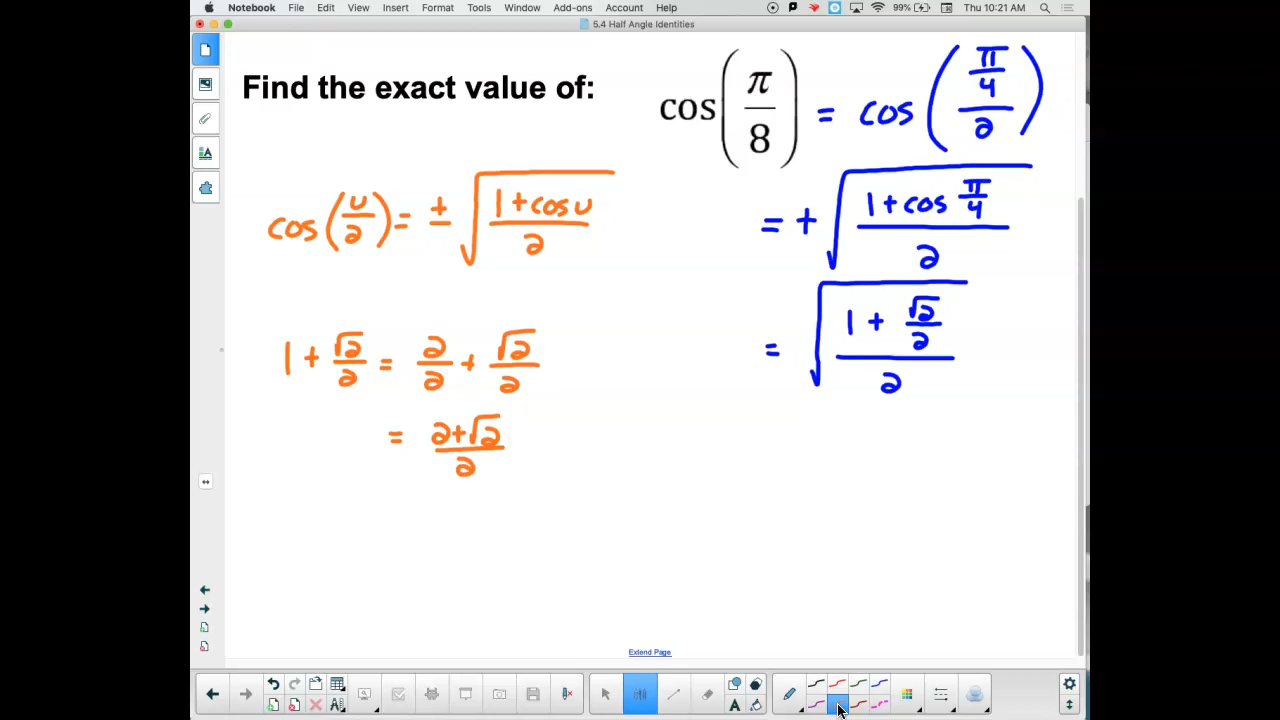 Notebook File Edit View Insert Format Tools Window Add-ons Account Help 99% Thu 10:21 AM
5.4 Half Angle Identities
Find the exact value of: cos(π/8) = cos((π/4)/2)
cos(u/2) = ± √((1+cosu)/2)
= + √((1+cos π/4)/2)
= √((1 + √2/2)/2)
1 + √2/2 = 2/2 + √2/2
= (2+√2)/2
Extend Page